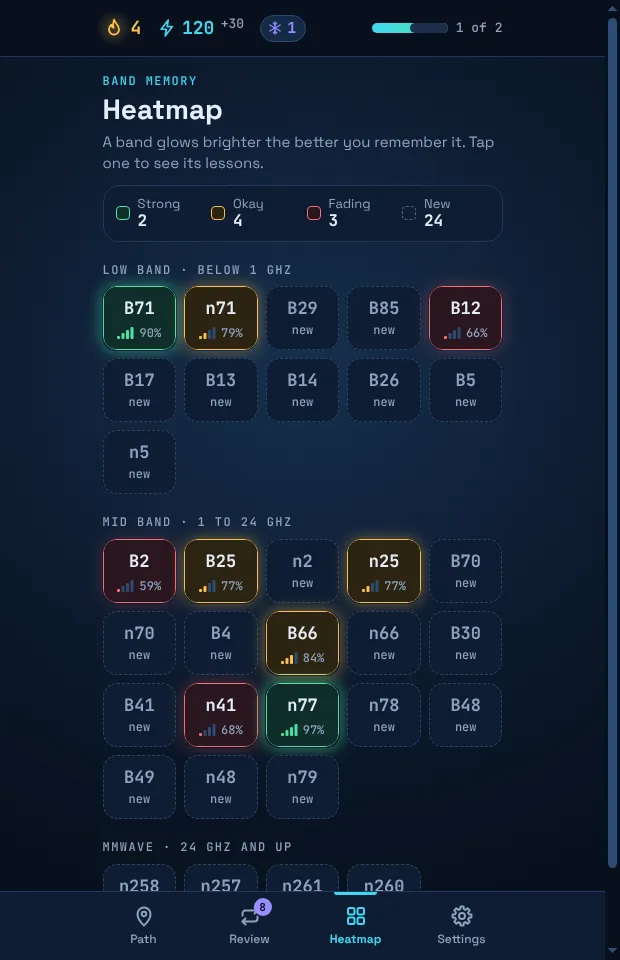 4 120 +30 1 1 of 2
BAND MEMORY
Heatmap
A band glows brighter the better you remember it. Tap
one to see its lessons.
Strong Okay Fading New
2 4 3 24
LOW BAND · BELOW 1 GHZ
B71 n71 B29 B85 B12
90% 79% new new 66%
B17 B13 B14 B26 B5
new new new new new
n5
new
MID BAND · 1 TO 24 GHZ
B2 B25 n2 n25 B70
59% 77% new 77% new
n70 B4 B66 n66 B30
new new 84% new new
B41 n41 n77 n78 B48
new 68% 97% new new
B49 n48 n79
new new new
MMWAVE · 24 GHZ AND UP
n258 n257 n261 n260
8
Path Review Heatmap Settings